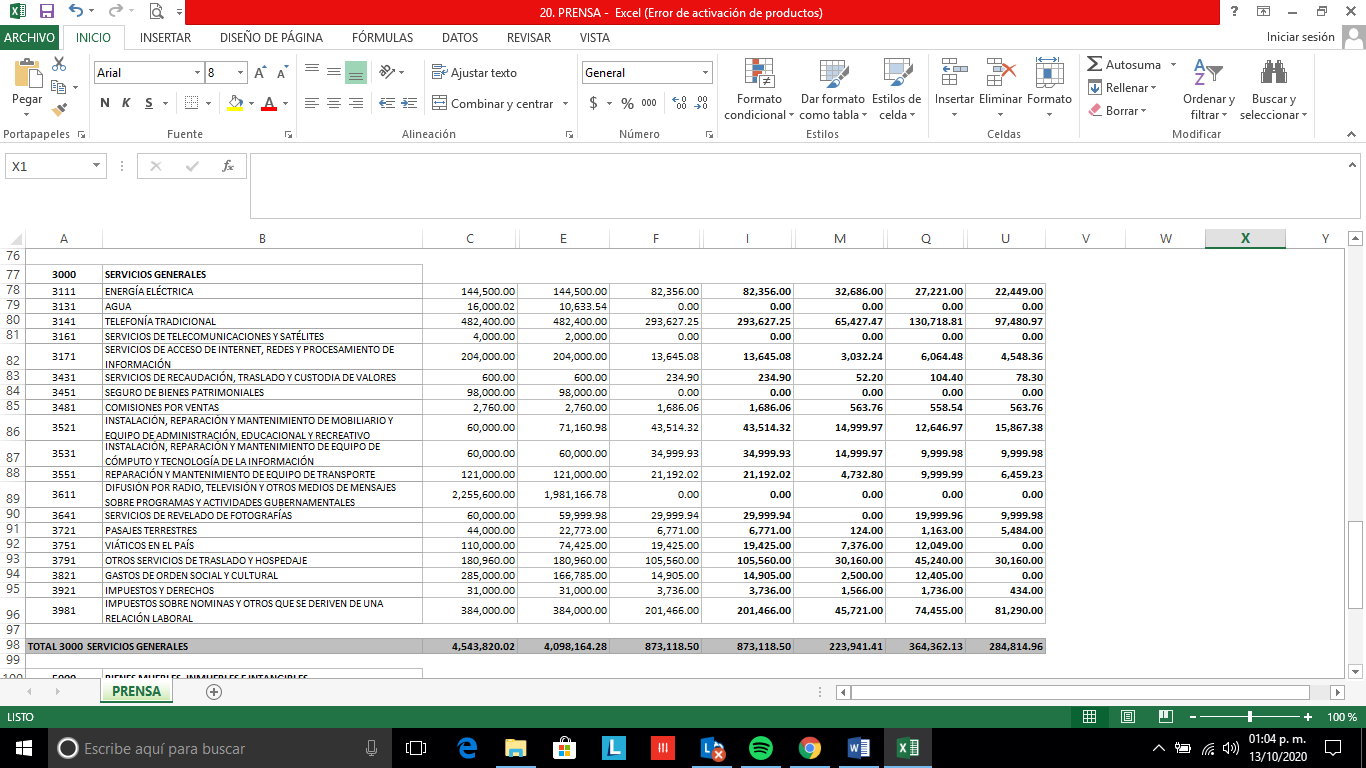 20. PRENSA - Excel (Error de activación de productos)
ARCHIVO INICIO INSERTAR DISEÑO DE PÁGINA FÓRMULAS DATOS REVISAR VISTA Iniciar sesión
Arial 8 Ajustar texto General Autosuma
Pegar N K S Combinar y centrar $ % 000 Formato condicional Dar formato como tabla Estilos de celda Insertar Eliminar Formato Rellenar Borrar Ordenar y filtrar Buscar y seleccionar
Portapapeles Fuente Alineación Número Estilos Celdas Modificar
X1 fx
A B C E F I M Q U V W X Y
76
77 3000 SERVICIOS GENERALES
78 3111 ENERGÍA ELÉCTRICA 144,500.00 144,500.00 82,356.00 82,356.00 32,686.00 27,221.00 22,449.00
79 3131 AGUA 16,000.02 10,633.54 0.00 0.00 0.00 0.00 0.00
80 3141 TELEFONÍA TRADICIONAL 482,400.00 482,400.00 293,627.25 293,627.25 65,427.47 130,718.81 97,480.97
81 3161 SERVICIOS DE TELECOMUNICACIONES Y SATÉLITES 4,000.00 2,000.00 0.00 0.00 0.00 0.00 0.00
82 3171 SERVICIOS DE ACCESO DE INTERNET, REDES Y PROCESAMIENTO DE
INFORMACIÓN 204,000.00 204,000.00 13,645.08 13,645.08 3,032.24 6,064.48 4,548.36
83 3431 SERVICIOS DE RECAUDACIÓN, TRASLADO Y CUSTODIA DE VALORES 600.00 600.00 234.90 234.90 52.20 104.40 78.30
84 3451 SEGURO DE BIENES PATRIMONIALES 98,000.00 98,000.00 0.00 0.00 0.00 0.00 0.00
85 3481 COMISIONES POR VENTAS 2,760.00 2,760.00 1,686.06 1,686.06 563.76 558.54 563.76
86 3521 INSTALACIÓN, REPARACIÓN Y MANTENIMIENTO DE MOBILIARIO Y
EQUIPO DE ADMINISTRACIÓN, EDUCACIONAL Y RECREATIVO 60,000.00 71,160.98 43,514.32 43,514.32 14,999.97 12,646.97 15,867.38
87 3531 INSTALACIÓN, REPARACIÓN Y MANTENIMIENTO DE EQUIPO DE
CÓMPUTO Y TECNOLOGÍA DE LA INFORMACIÓN 60,000.00 60,000.00 34,999.93 34,999.93 14,999.97 9,999.98 9,999.98
88 3551 REPARACIÓN Y MANTENIMIENTO DE EQUIPO DE TRANSPORTE 121,000.00 121,000.00 21,192.02 21,192.02 4,732.80 9,999.99 6,459.23
89 3611 DIFUSIÓN POR RADIO, TELEVISIÓN Y OTROS MEDIOS DE MENSAJES
SOBRE PROGRAMAS Y ACTIVIDADES GUBERNAMENTALES 2,255,600.00 1,981,166.78 0.00 0.00 0.00 0.00 0.00
90 3641 SERVICIOS DE REVELADO DE FOTOGRAFÍAS 60,000.00 59,999.98 29,999.94 29,999.94 0.00 19,999.96 9,999.98
91 3721 PASAJES TERRESTRES 44,000.00 22,773.00 6,771.00 6,771.00 124.00 1,163.00 5,484.00
92 3751 VIÁTICOS EN EL PAÍS 110,000.00 74,425.00 19,425.00 19,425.00 7,376.00 12,049.00 0.00
93 3791 OTROS SERVICIOS DE TRASLADO Y HOSPEDAJE 180,960.00 180,960.00 105,560.00 105,560.00 30,160.00 45,240.00 30,160.00
94 3821 GASTOS DE ORDEN SOCIAL Y CULTURAL 285,000.00 166,785.00 14,905.00 14,905.00 2,500.00 12,405.00 0.00
95 3921 IMPUESTOS Y DERECHOS 31,000.00 31,000.00 3,736.00 3,736.00 1,566.00 1,736.00 434.00
96 3981 IMPUESTOS SOBRE NOMINAS Y OTROS QUE SE DERIVEN DE UNA
RELACIÓN LABORAL 384,000.00 384,000.00 201,466.00 201,466.00 45,721.00 74,455.00 81,290.00
97
98 TOTAL 3000 SERVICIOS GENERALES 4,543,820.02 4,098,164.28 873,118.50 873,118.50 223,941.41 364,362.13 284,814.96
99
100 5000 BIENES MUEBLES, INMUEBLES E INTANGIBLES
PRENSA
LISTO 100 %
Escribe aquí para buscar 01:04 p. m.
13/10/2020